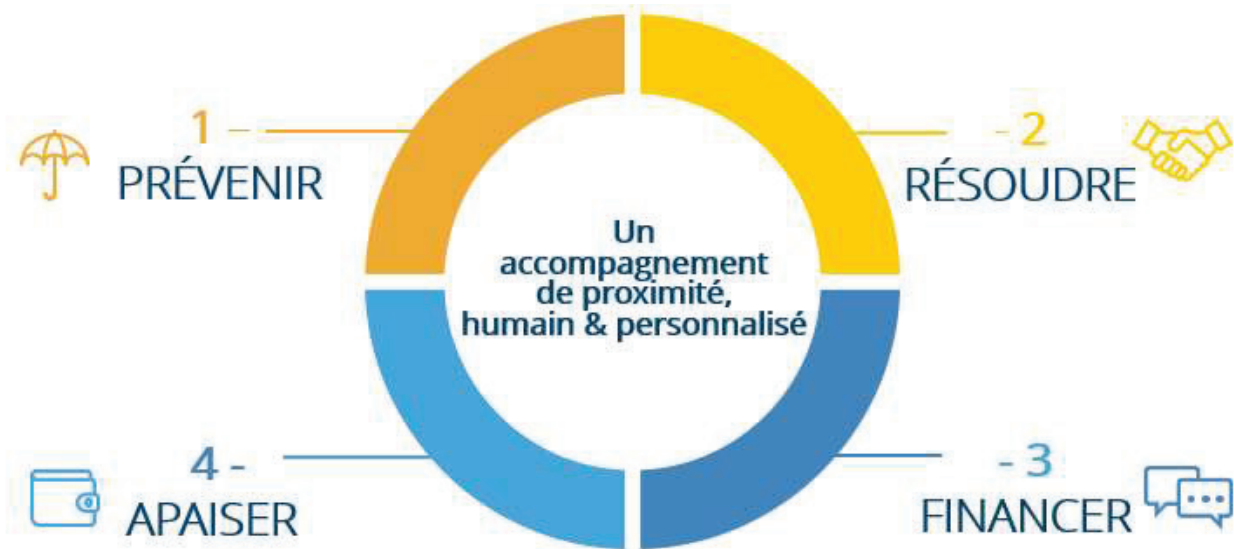 1 -
PRÉVENIR
- 2
RÉSOUDRE
Un
accompagnement
de proximité,
humain & personnalisé
- 3
FINANCER
4 -
APAISER